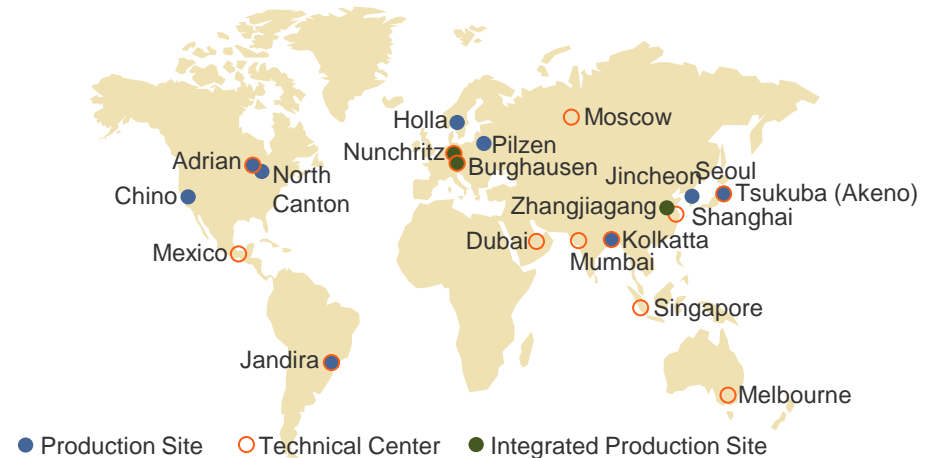 Holla
Moscow
Pilzen
Nunchritz
Burghausen
Adrian
North
Canton
Jincheon
Seoul
Chino
Tsukuba (Akeno)
Zhangjiagang
Shanghai
Mexico
Dubai
Kolkatta
Mumbai
Singapore
Jandira
Melbourne
Production Site
Technical Center
Integrated Production Site